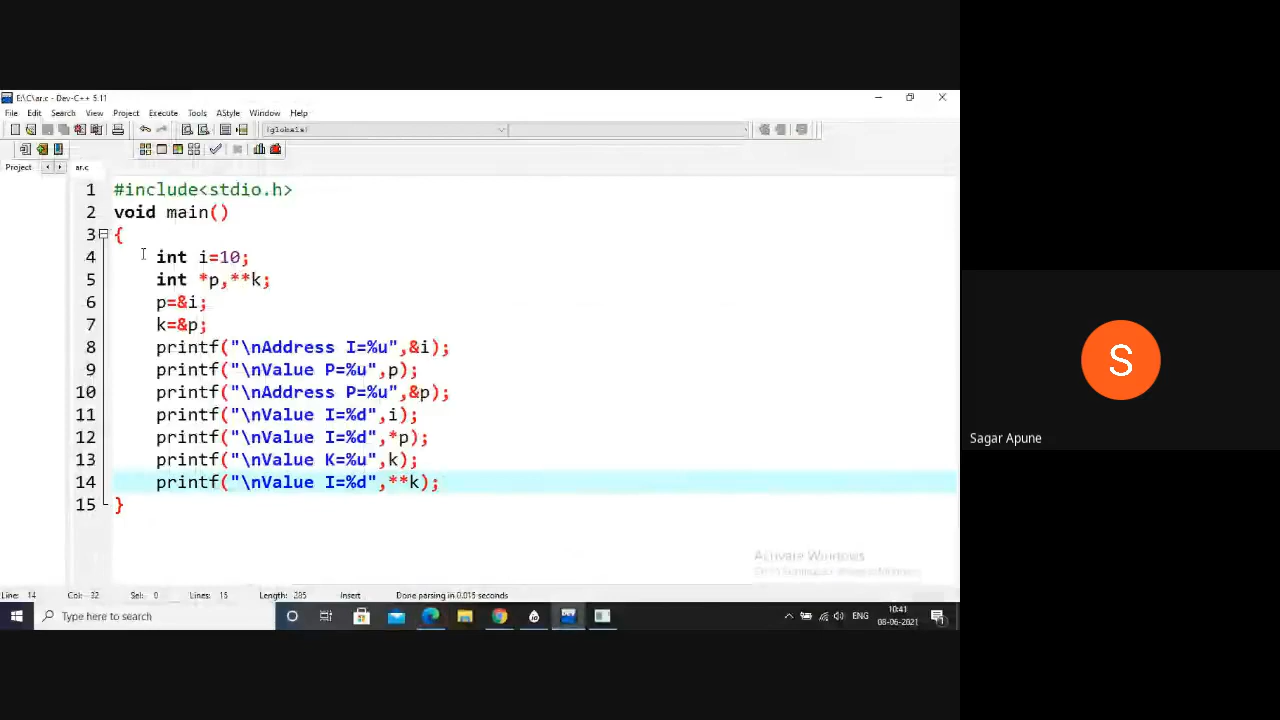 E:\C\ar.c - Dev-C++ 5.11
File Edit Search View Project Execute Tools AStyle Window Help
(globals)
Project ar.c
1 #include<stdio.h>
2 void main()
3 {
4 int i=10;
5 int *p,**k;
6 p=&i;
7 k=&p;
8 printf("\nAddress I=%u",&i);
9 printf("\nValue P=%u",p);
10 printf("\nAddress P=%u",&p);
11 printf("\nValue I=%d",i);
12 printf("\nValue I=%d",*p);
13 printf("\nValue K=%u",k);
14 printf("\nValue I=%d",**k);
15 }
S
Sagar Apune
Activate Windows
Line: 14 Col: 32 Sel: 0 Lines: 15 Length: 285 Insert Done parsing in 0.015 seconds
Type here to search
DEV
ENG
10:41
08-06-2021
1